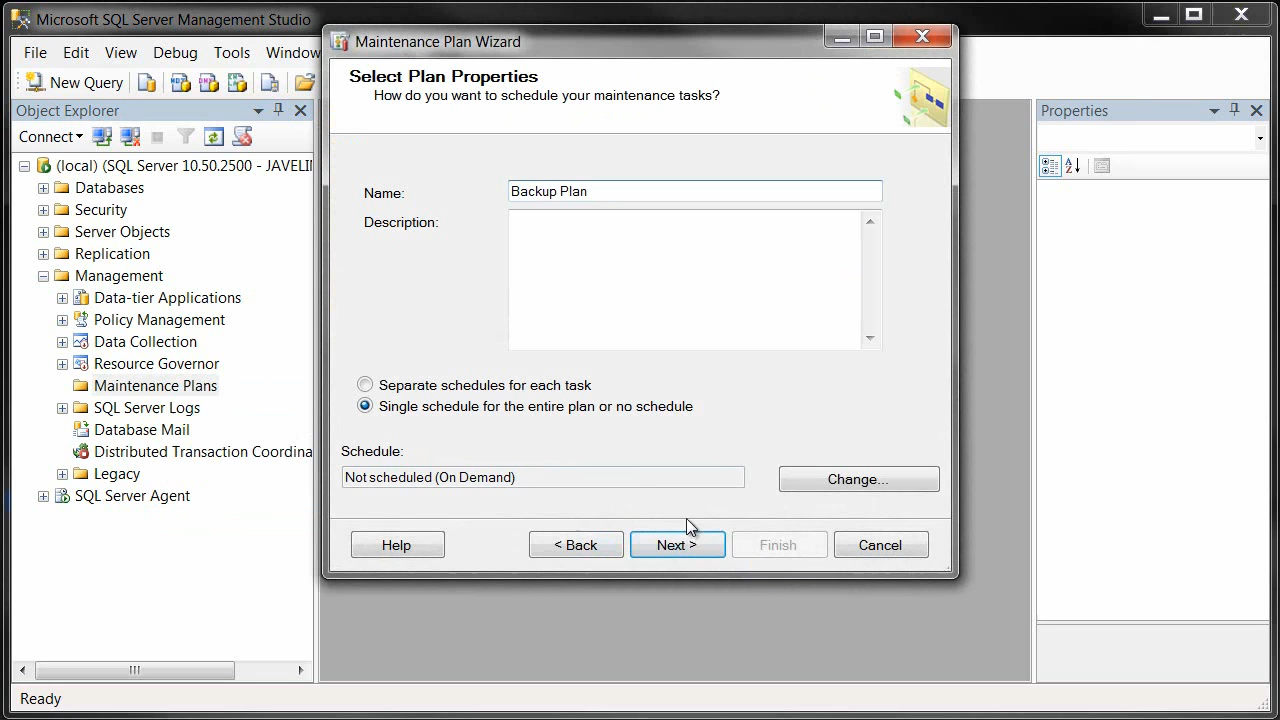 Microsoft SQL Server Management Studio
File Edit View Debug Tools Window
New Query
Object Explorer
Connect
(local) (SQL Server 10.50.2500 - JAVELIN
Databases
Security
Server Objects
Replication
Management
Data-tier Applications
Policy Management
Data Collection
Resource Governor
Maintenance Plans
SQL Server Logs
Database Mail
Distributed Transaction Coordina
Legacy
SQL Server Agent
Maintenance Plan Wizard
Select Plan Properties
How do you want to schedule your maintenance tasks?
Name: Backup Plan
Description:
Separate schedules for each task
Single schedule for the entire plan or no schedule
Schedule:
Not scheduled (On Demand) Change...
Help < Back Next > Finish Cancel
Properties
Ready